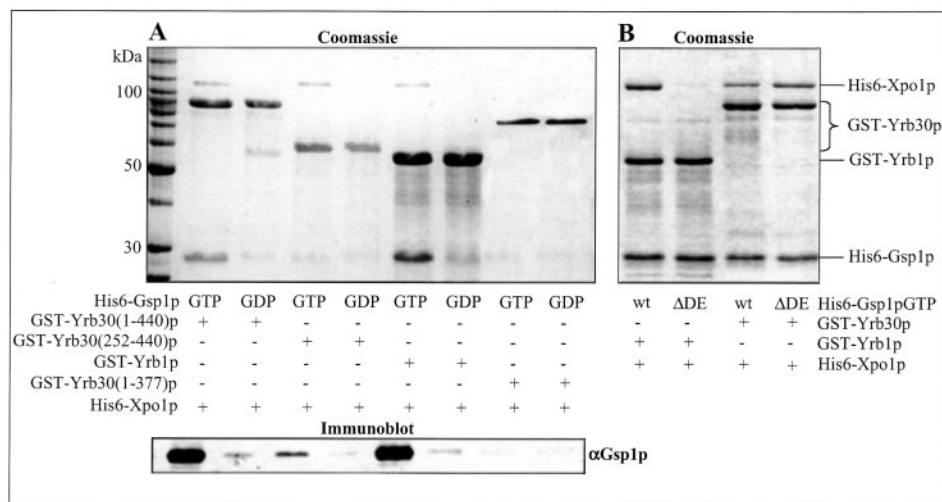 A
Coomassie
B
Coomassie
kDa
100
50
30
His6-Xpo1p
GST-Yrb30p
GST-Yrb1p
His6-Gsp1p
His6-Gsp1p GTP GDP GTP GDP GTP GDP GTP GDP
GST-Yrb30(1-440)p + + - - - - - -
GST-Yrb30(252-440)p - - + + - - - -
GST-Yrb1p - - - - + + - -
GST-Yrb30(1-377)p - - - - - - + +
His6-Xpo1p + + + + + + + +
wt ΔDE wt ΔDE His6-Gsp1pGTP
- - + + GST-Yrb30p
+ + - - GST-Yrb1p
+ + + + His6-Xpo1p
Immunoblot
αGsp1p